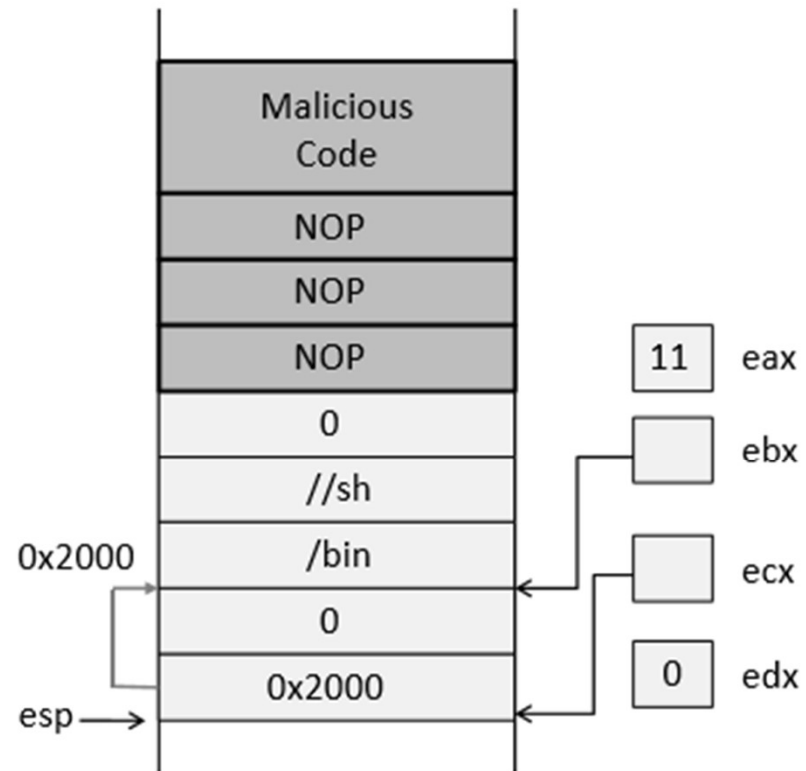 Malicious
Code
NOP
NOP
NOP
11 eax
0
ebx
//sh
0x2000
/bin
ecx
0
0x2000
0 edx
esp